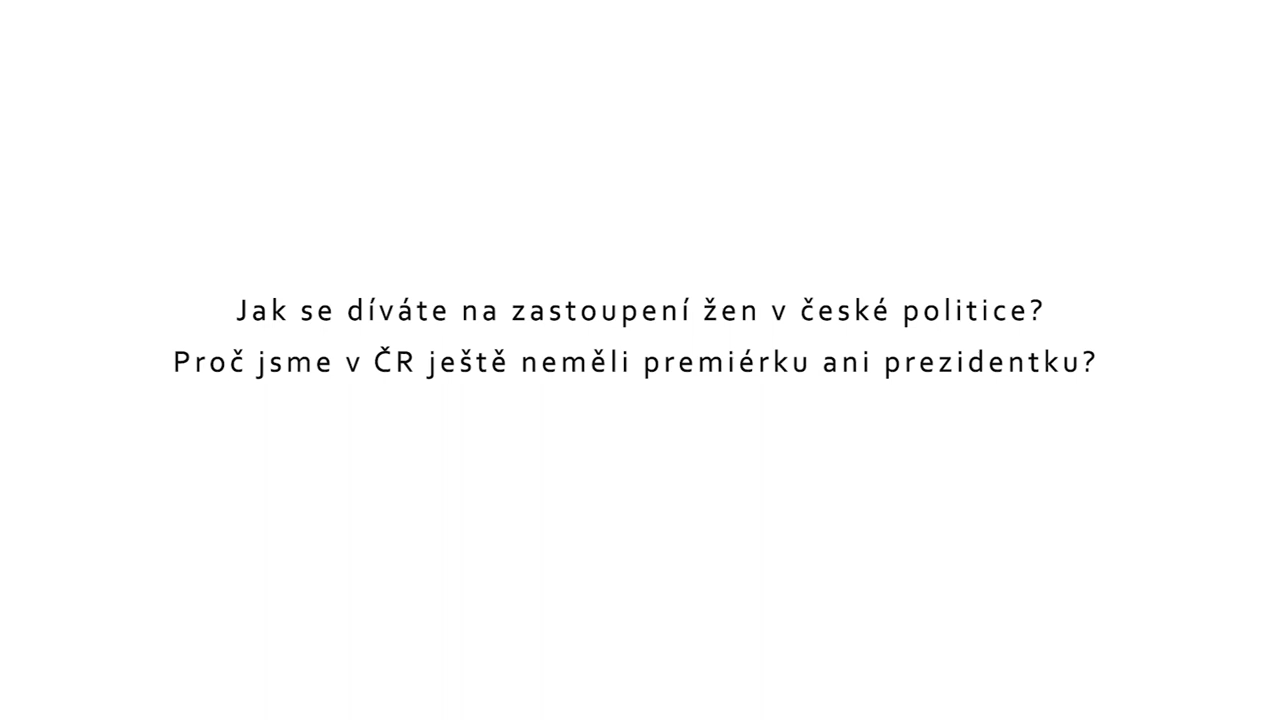 Jak se díváte na zastoupení žen v české politice?
Proč jsme v ČR ještě neměli premiérku ani prezidentku?